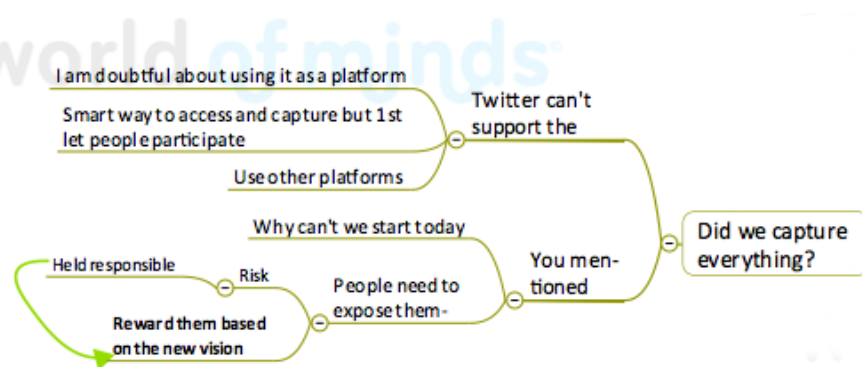 world of minds
I am doubtful about using it as a platform
Smart way to access and capture but 1st
let people participate
Use other platforms
Twitter can't
support the
Why can't we start today
You men-
tioned
People need to
expose them-
Held responsible
Risk
Reward them based
on the new vision
Did we capture
everything?